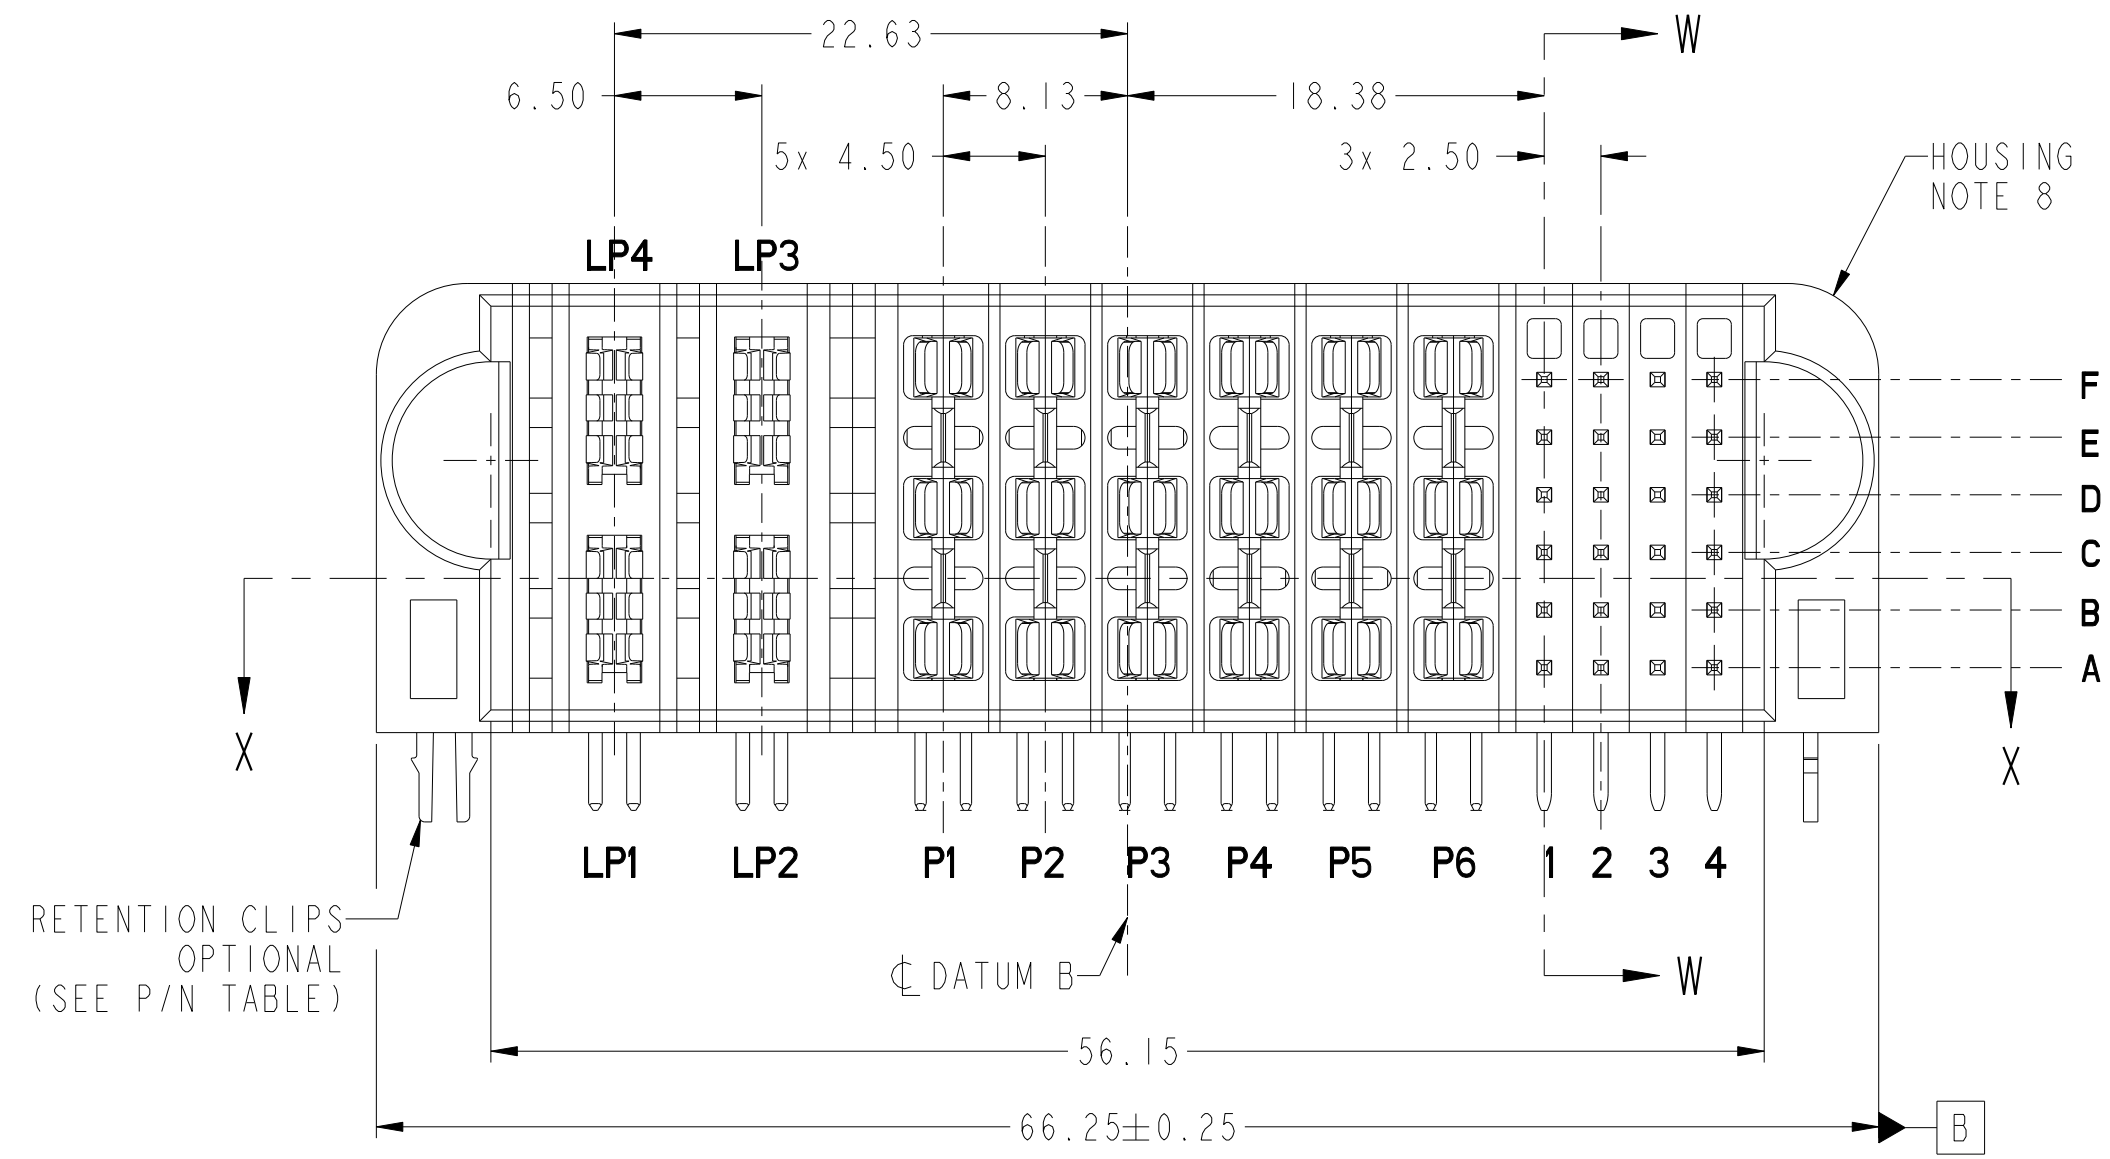 22.63
W
6.50
8.13
18.38
5x 4.50
3x 2.50
HOUSING
NOTE 8
LP4
LP3
F
E
D
C
B
A
X
X
LP1
LP2
P1
P2
P3
P4
P5
P6
1
2
3
4
RETENTION CLIPS
OPTIONAL
(SEE P/N TABLE)
℄ DATUM B
W
56.15
66.25±0.25
B